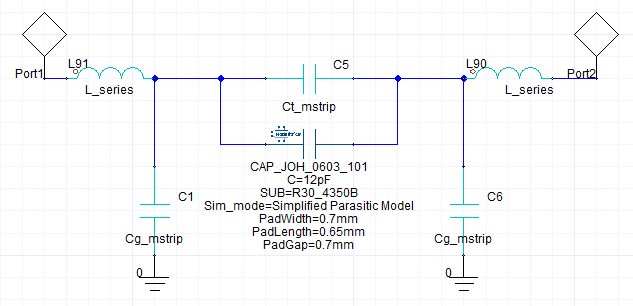 L91
C5
L90
Port1
Port2
L_series
L_series
Ct_mstrip
CAP_JOH_0603_101
C=12pF
SUB=R30_4350B
Sim_mode=Simplified Parasitic Model
PadWidth=0.7mm
PadLength=0.65mm
PadGap=0.7mm
C1
Cg_mstrip
0
C6
Cg_mstrip
0